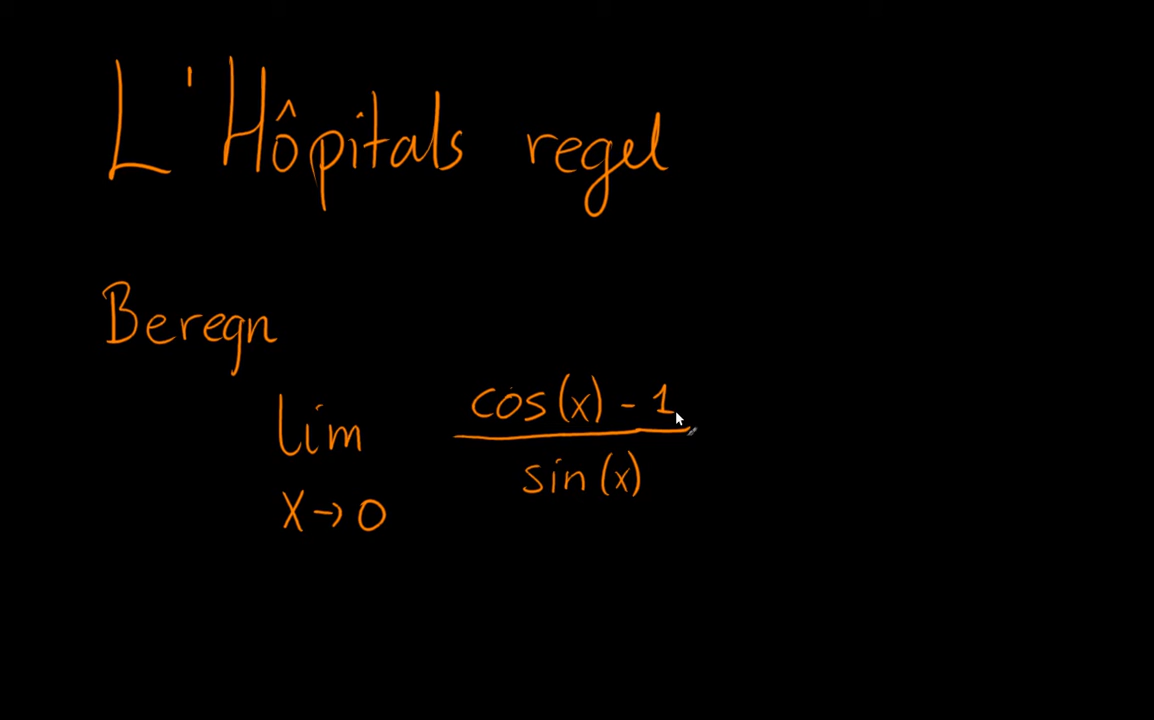 L'Hôpitals regel
Beregn
lim cos(x) - 1
x→0 sin(x)